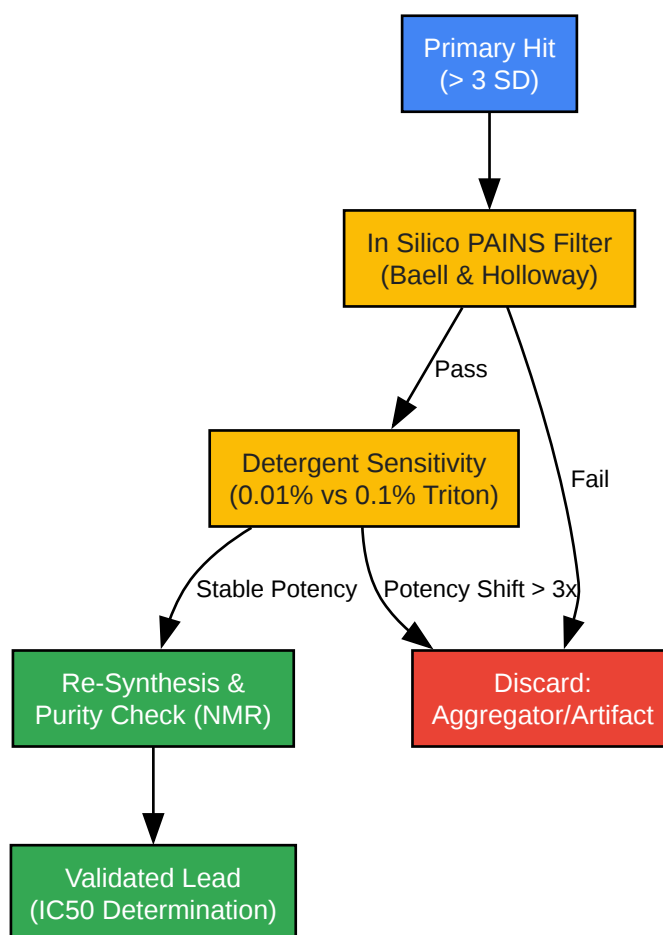 Primary Hit
(> 3 SD)
In Silico PAINS Filter
(Baell & Holloway)
Pass
Detergent Sensitivity
(0.01% vs 0.1% Triton)
Fail
Stable Potency
Potency Shift > 3x
Re-Synthesis &
Purity Check (NMR)
Discard:
Aggregator/Artifact
Validated Lead
(IC50 Determination)